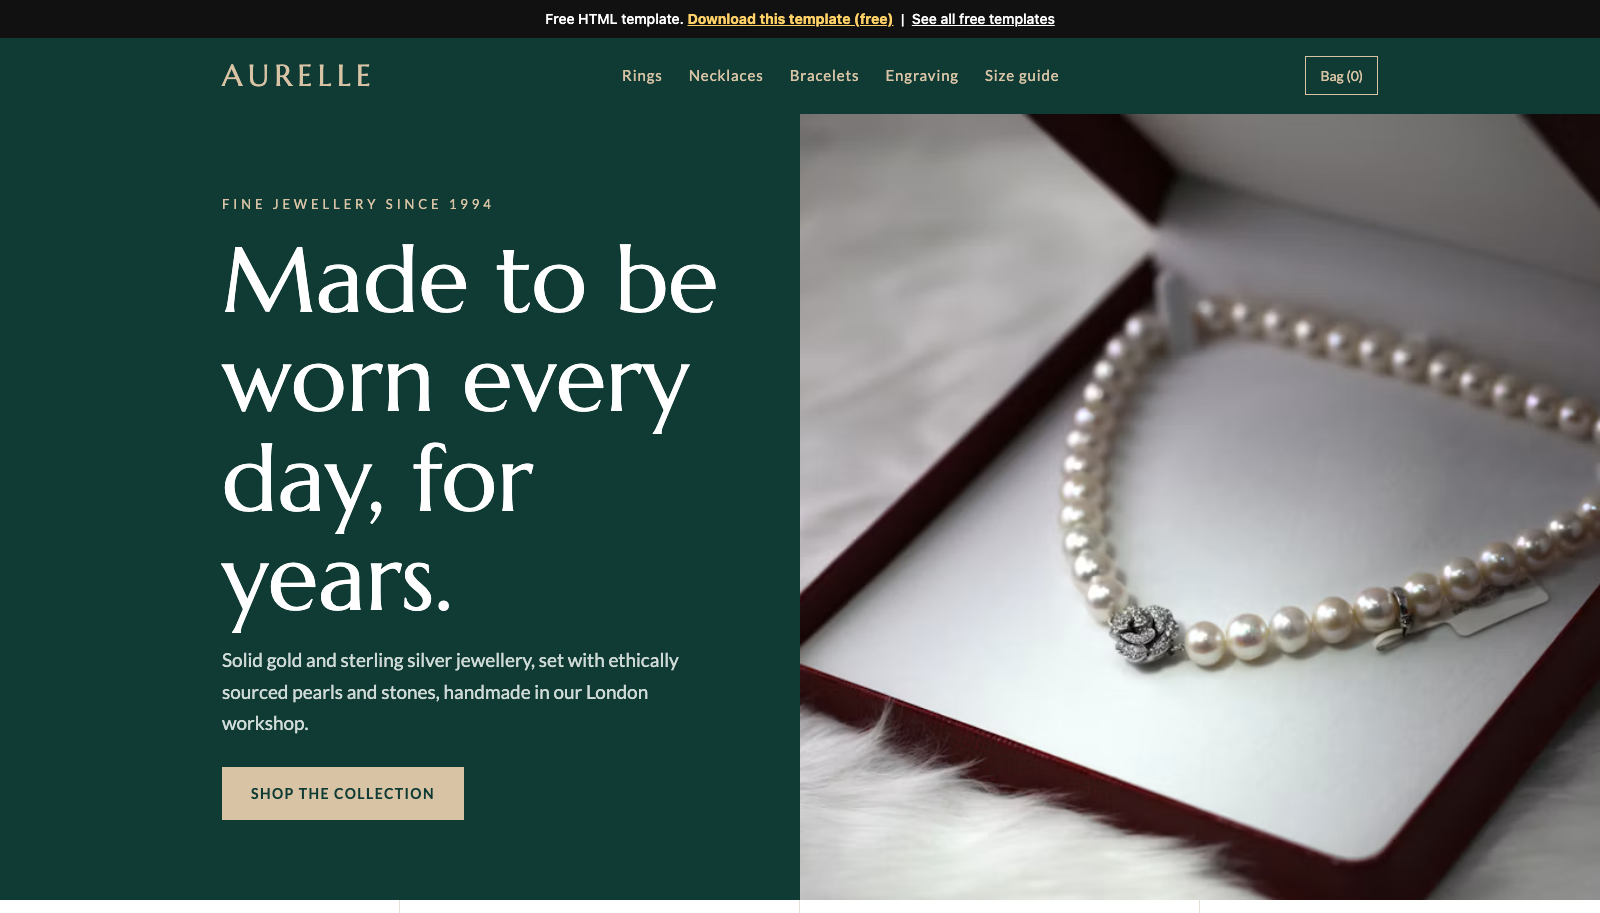 Free HTML template. Download this template (free) | See all free templates
AURELLE
Rings Necklaces Bracelets Engraving Size guide
Bag (0)
FINE JEWELLERY SINCE 1994
Made to be
worn every
day, for
years.
Solid gold and sterling silver jewellery, set with ethically
sourced pearls and stones, handmade in our London
workshop.
SHOP THE COLLECTION